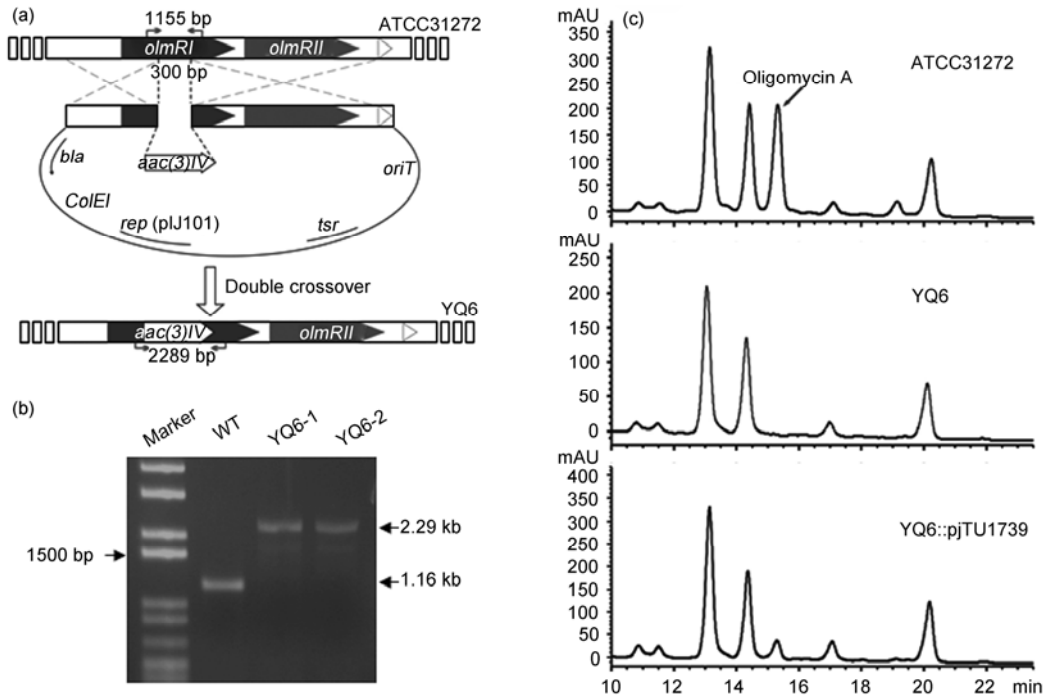 (a)
1155 bp
ATCC31272
olmRI
olmRII
300 bp
bla
aac(3)IV
oriT
ColEI
rep (pIJ101)
tsr
Double crossover
YQ6
aac(3)IV
olmRII
2289 bp
(b)
Marker
WT
YQ6-1
YQ6-2
2.29 kb
1500 bp
1.16 kb
(c)
mAU
350
300
250
200
150
100
50
0
ATCC31272
Oligomycin A
mAU
250
200
150
100
50
0
YQ6
mAU
400
350
300
250
200
150
100
50
0
YQ6::pjTU1739
10 12 14 16 18 20 22 min